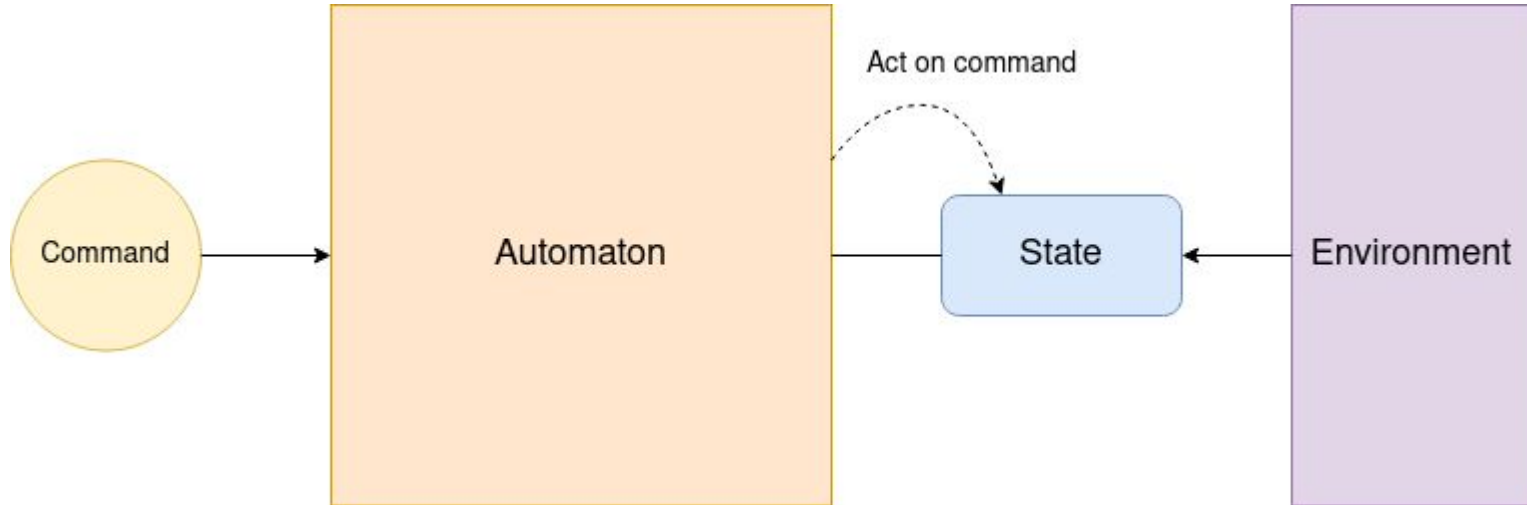 Act on command
Command
Automaton
State
Environment